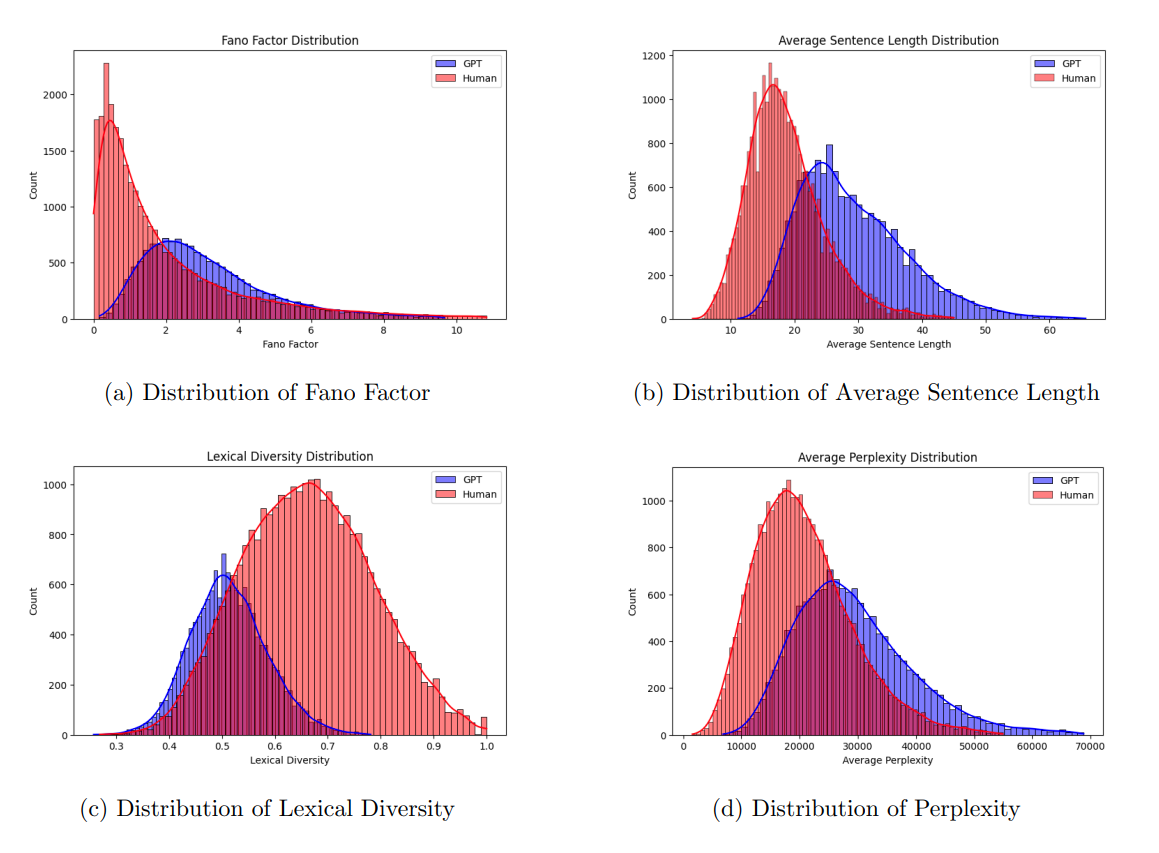 Fano Factor Distribution
GPT
Human
2000
1500
1000
500
0
Count
0 2 4 6 8 10
Fano Factor
(a) Distribution of Fano Factor
Average Sentence Length Distribution
GPT
Human
1200
1000
800
600
400
200
0
Count
10 20 30 40 50 60
Average Sentence Length
(b) Distribution of Average Sentence Length
Lexical Diversity Distribution
GPT
Human
1000
800
600
400
200
0
Count
0.3 0.4 0.5 0.6 0.7 0.8 0.9 1.0
Lexical Diversity
(c) Distribution of Lexical Diversity
Average Perplexity Distribution
GPT
Human
1000
800
600
400
200
0
Count
0 10000 20000 30000 40000 50000 60000 70000
Average Perplexity
(d) Distribution of Perplexity